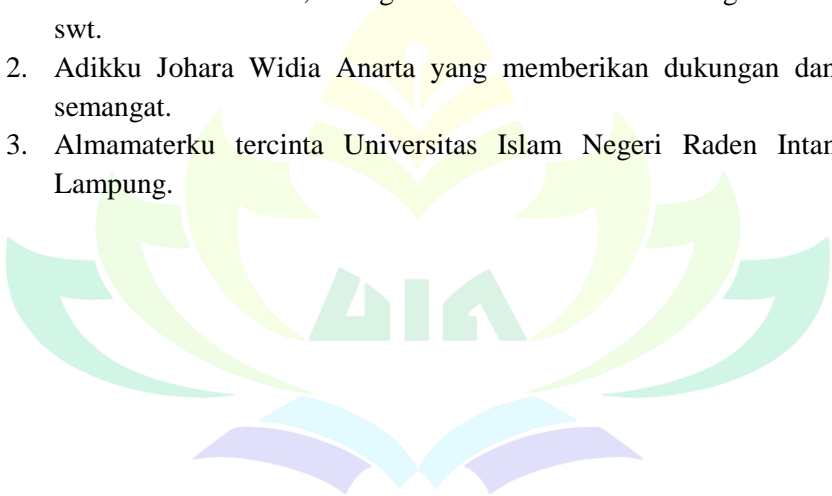 swt.
2. Adikku Johara Widia Anarta yang memberikan dukungan dan
semangat.
3. Almamaterku tercinta Universitas Islam Negeri Raden Intan
Lampung.
UIN